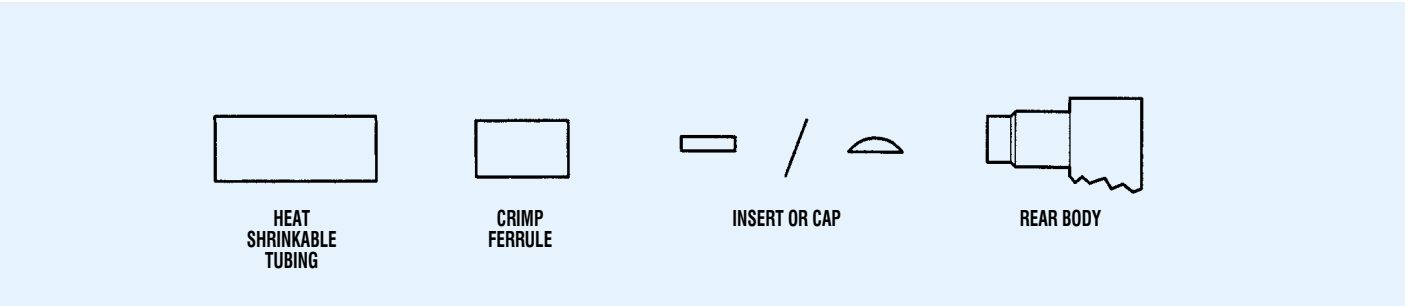 HEAT
SHRINKABLE
TUBING
CRIMP
FERRULE
INSERT OR CAP
REAR BODY